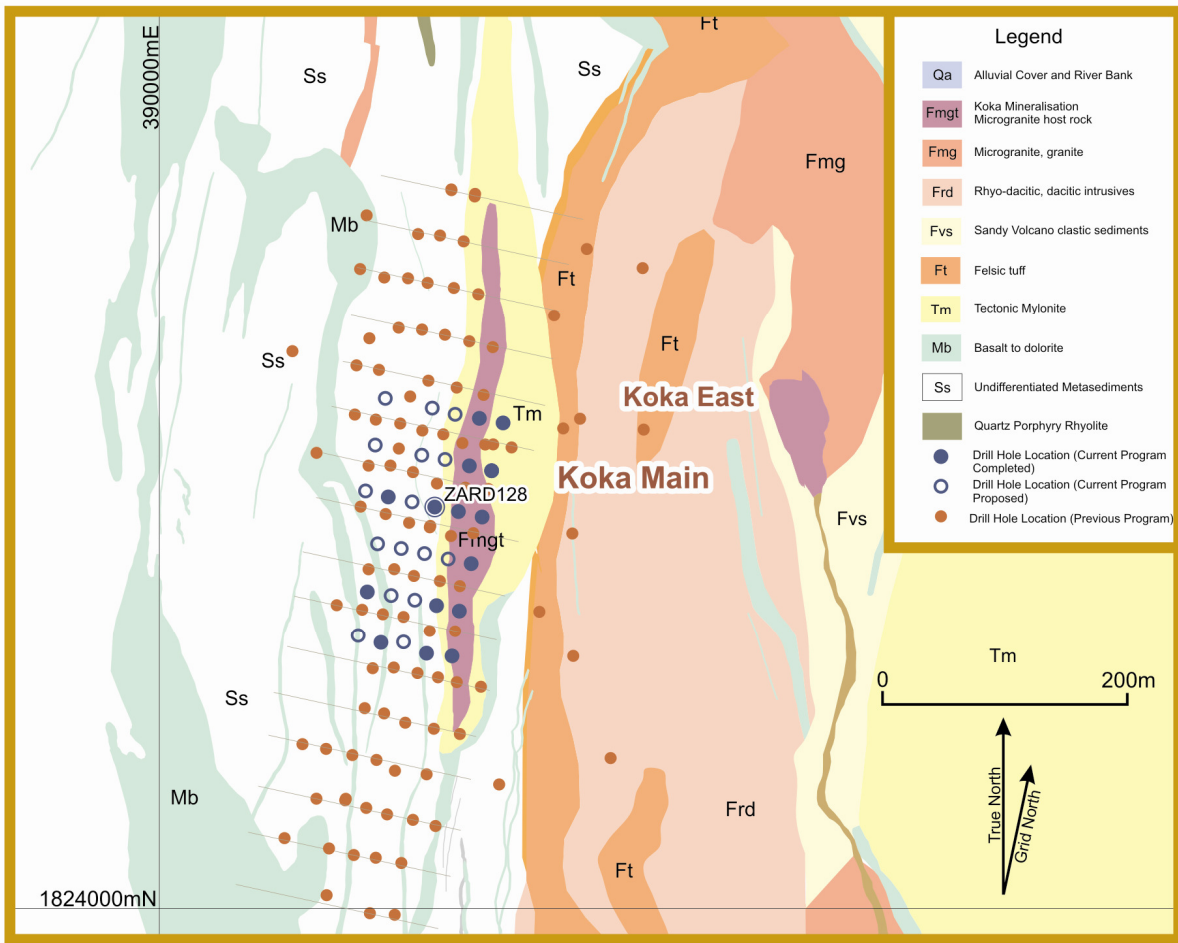 390000mE
Ss
Ss
Ft
Fmg
Mb
Ft
Ss
Ft
Koka East
Tm
Koka Main
ZARD128
Fmgt
Fvs
Ss
Mb
Frd
Ft
1824000mN
Legend
Qa Alluvial Cover and River Bank
Fmgt Koka Mineralisation
Microgranite host rock
Fmg Microgranite, granite
Frd Rhyo-dacitic, dacitic intrusives
Fvs Sandy Volcano clastic sediments
Ft Felsic tuff
Tm Tectonic Mylonite
Mb Basalt to dolorite
Ss Undifferentiated Metasediments
Quartz Porphyry Rhyolite
Drill Hole Location (Current Program
Completed)
Drill Hole Location (Current Program
Proposed)
Drill Hole Location (Previous Program)
Tm
0 200m
True North
Grid North